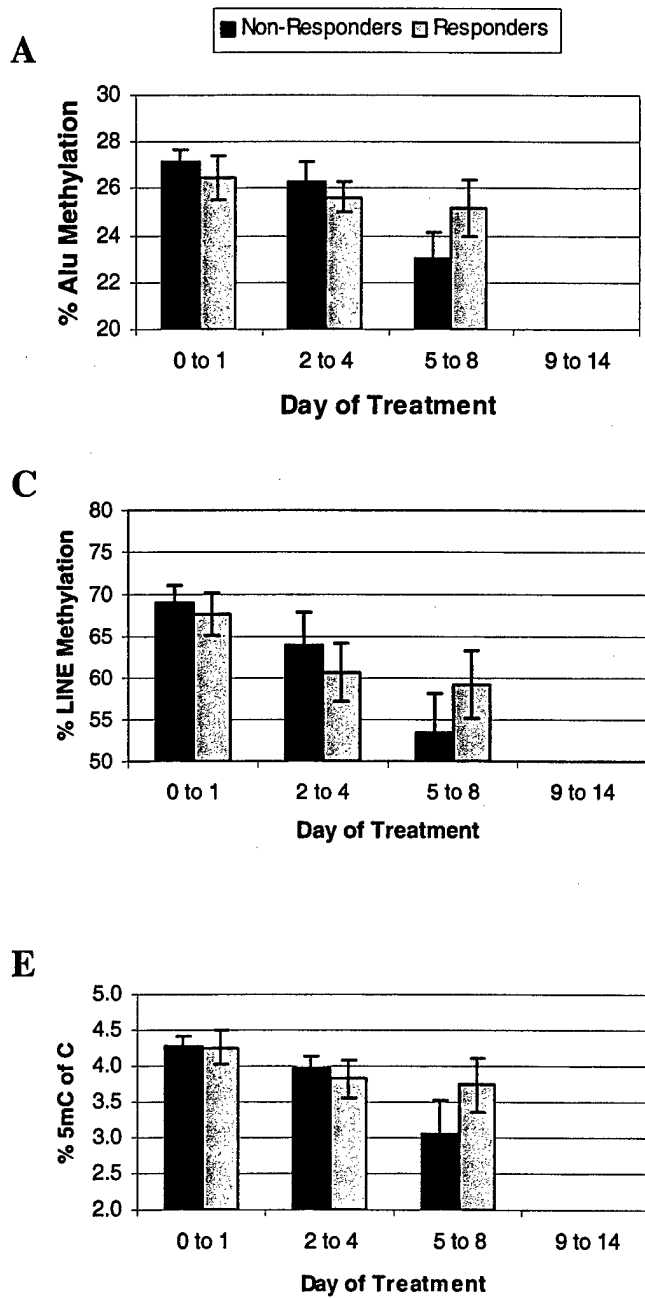 Non-Responders Responders
A
30
28
26
24
22
20
% Alu Methylation
0 to 1 2 to 4 5 to 8 9 to 14
Day of Treatment
C
80
75
70
65
60
55
50
% LINE Methylation
0 to 1 2 to 4 5 to 8 9 to 14
Day of Treatment
E
5.0
4.5
4.0
3.5
3.0
2.5
2.0
% 5mC of C
0 to 1 2 to 4 5 to 8 9 to 14
Day of Treatment